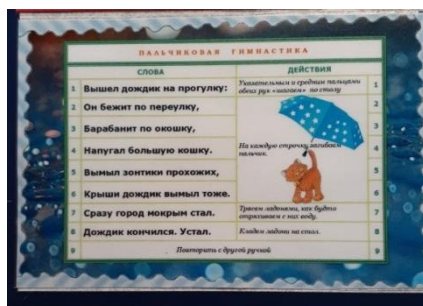 ПАЛЬЧИКОВАЯ ГИМНАСТИКА
СЛОВА ДЕЙСТВИЯ
1 Вышел дождик на прогулку: Указательным и средним пальцами 1
обеих рук «шагаем» по столу
2 Он бежит по переулку, 2
3 Барабанит по окошку, 3
4 Напугал большую кошку. На каждую строчку загибаем 4
пальчик.
5 Вымыл зонтики прохожих, 5
6 Крыши дождик вымыл тоже. 6
7 Сразу город мокрым стал. Трясем ладонями, как будто 7
стряхиваем с них воду.
8 Дождик кончился. Устал. Кладем ладони на стол. 8
9 Повторить с другой ручкой 9